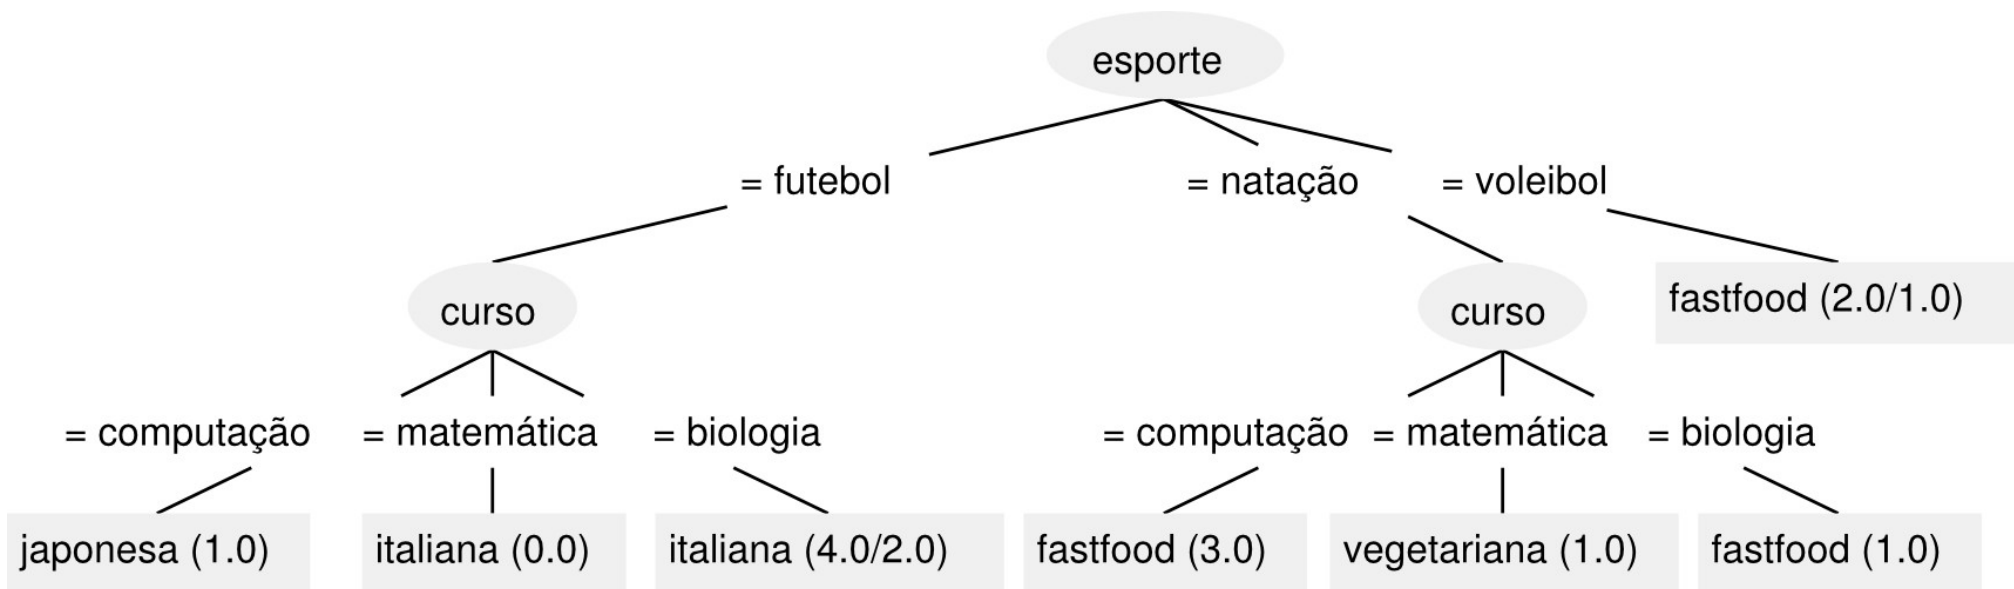 esporte
= futebol = natação = voleibol
curso curso fastfood (2.0/1.0)
= computação = matemática = biologia = computação = matemática = biologia
japonesa (1.0) italiana (0.0) italiana (4.0/2.0) fastfood (3.0) vegetariana (1.0) fastfood (1.0)